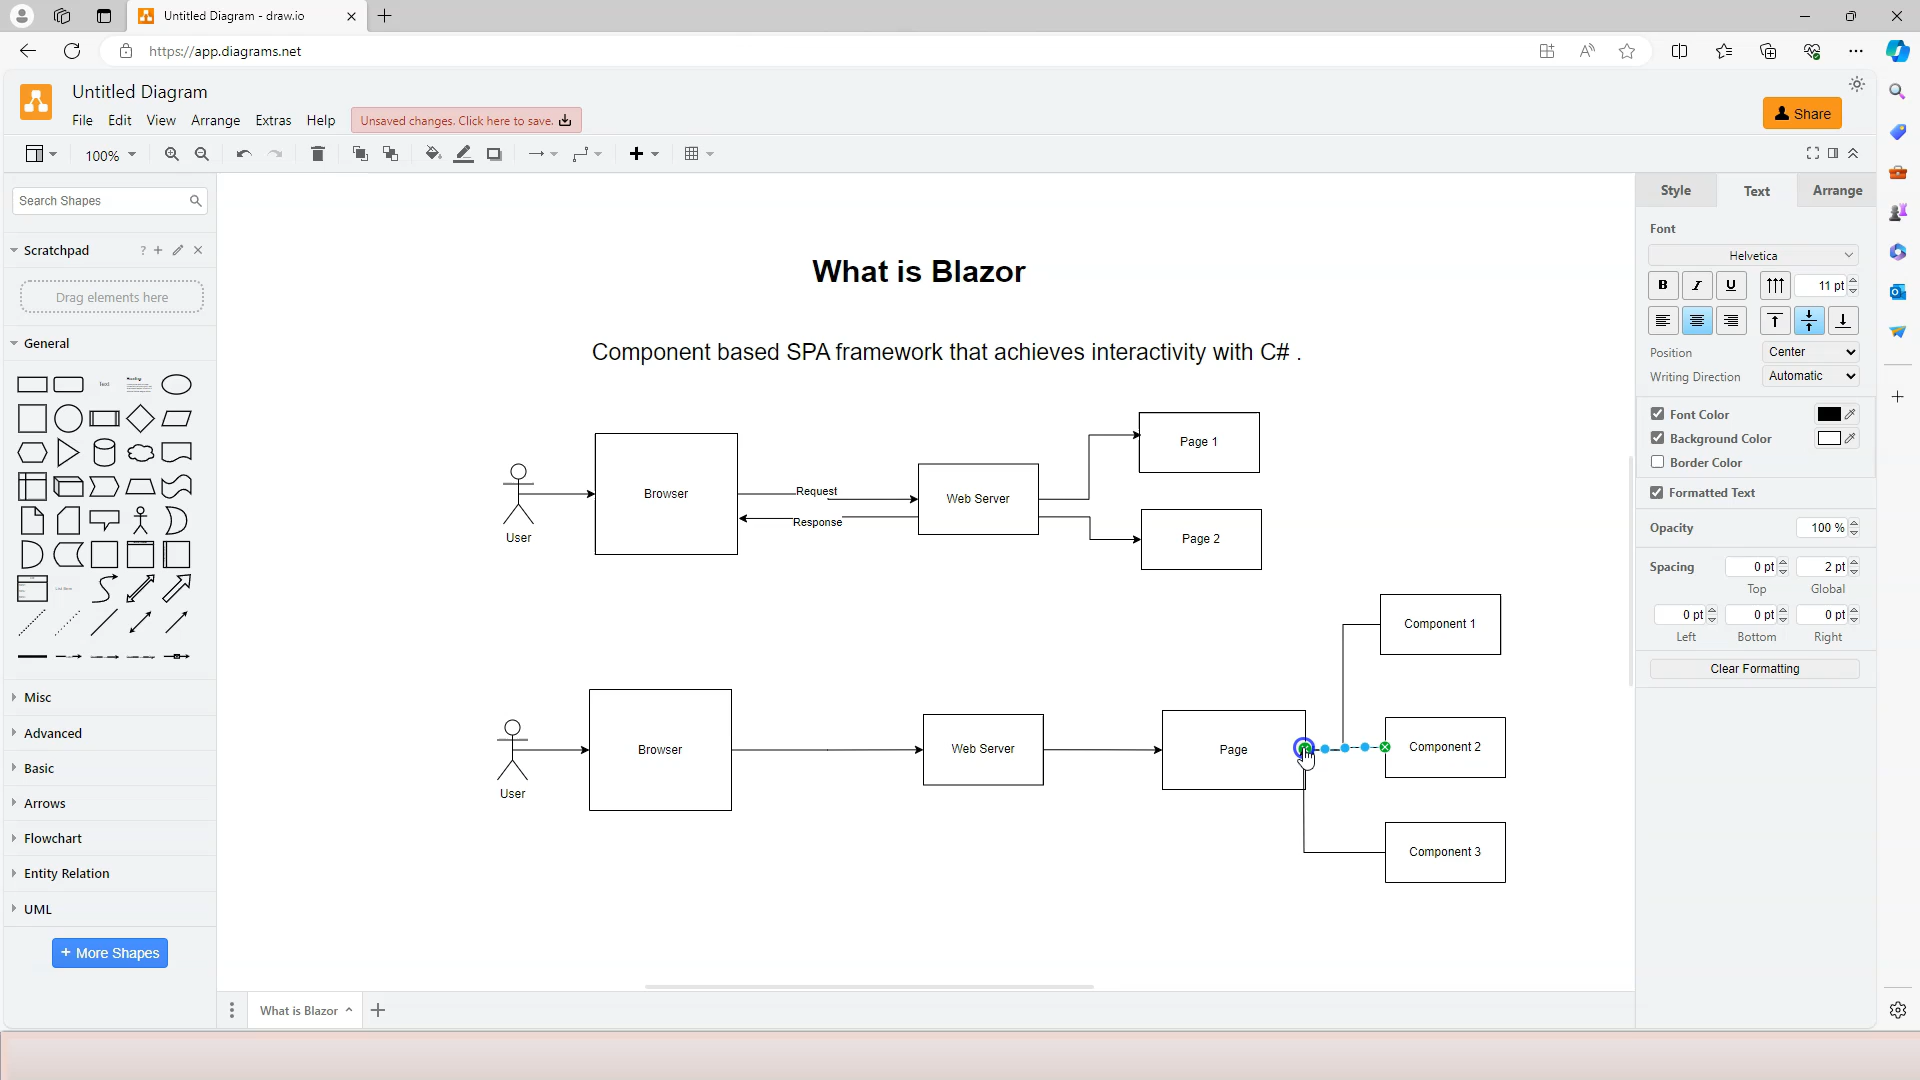 Untitled Diagram - draw.io
https://app.diagrams.net
Untitled Diagram
File Edit View Arrange Extras Help Unsaved changes. Click here to save.
Share
100%
Search Shapes
Scratchpad
?
Drag elements here
General
Text
Heading
List Item
Misc
Advanced
Basic
Arrows
Flowchart
Entity Relation
UML
+ More Shapes
What is Blazor
Component based SPA framework that achieves interactivity with C# .
User
Browser
Request
Response
Web Server
Page 1
Page 2
User
Browser
Web Server
Page
Component 1
Component 2
Component 3
What is Blazor
Style Text Arrange
Font
Helvetica
B I U 11 pt
Position Center
Writing Direction Automatic
Font Color
Background Color
Border Color
Formatted Text
Opacity 100 %
Spacing 0 pt 2 pt
Top Global
0 pt 0 pt 0 pt
Left Bottom Right
Clear Formatting